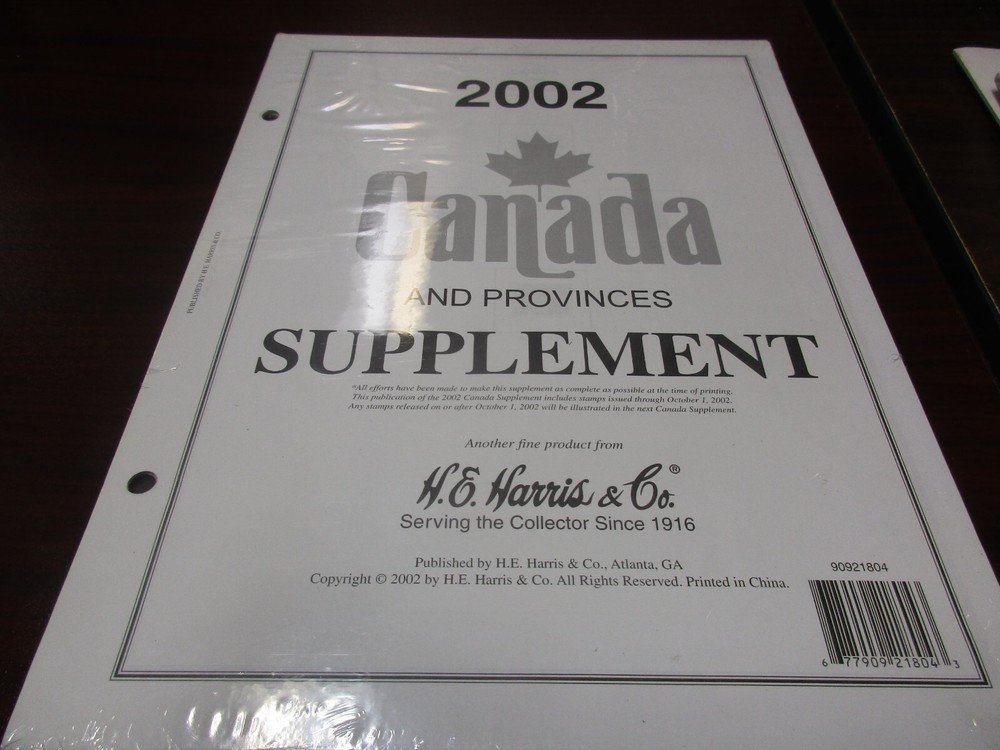 2002
Canada
AND PROVINCES
SUPPLEMENT
*All efforts have been made to make this supplement as complete as possible at the time of printing.
This publication of the 2002 Canada Supplement includes stamps issued through October 1, 2002.
Any stamps released on or after October 1, 2002 will be illustrated in the next Canada Supplement.
Another fine product from
H.E. Harris & Co.®
Serving the Collector Since 1916
Published by H.E. Harris & Co., Atlanta, GA
Copyright © 2002 by H.E. Harris & Co. All Rights Reserved. Printed in China.
90921804
6 77909 21804 3
PUBLISHED BY H.E. HARRIS & CO.